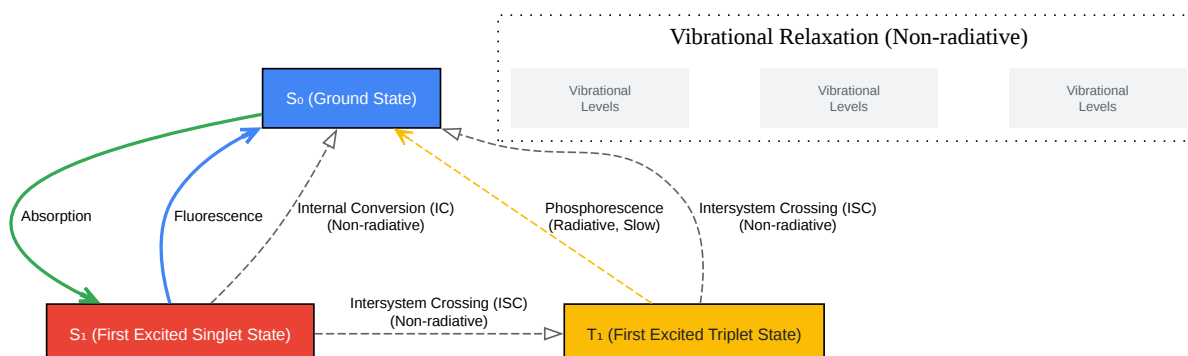 Vibrational Relaxation (Non-radiative)
S₀ (Ground State)
Vibrational
Levels
Vibrational
Levels
Vibrational
Levels
Absorption
Fluorescence
Internal Conversion (IC)
(Non-radiative)
Phosphorescence
(Radiative, Slow)
Intersystem Crossing (ISC)
(Non-radiative)
Intersystem Crossing (ISC)
(Non-radiative)
S₁ (First Excited Singlet State)
T₁ (First Excited Triplet State)